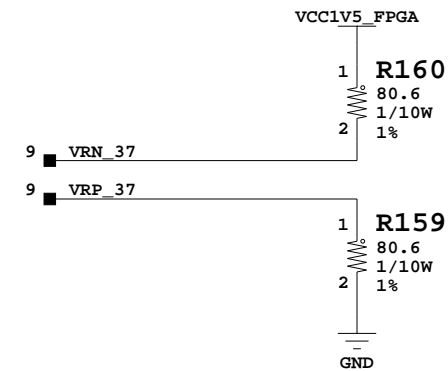 VCC1V5_FPGA
1 R160
80.6
1/10W
2 1%
9 VRN_37
9 VRP_37
1 R159
80.6
1/10W
2 1%
GND